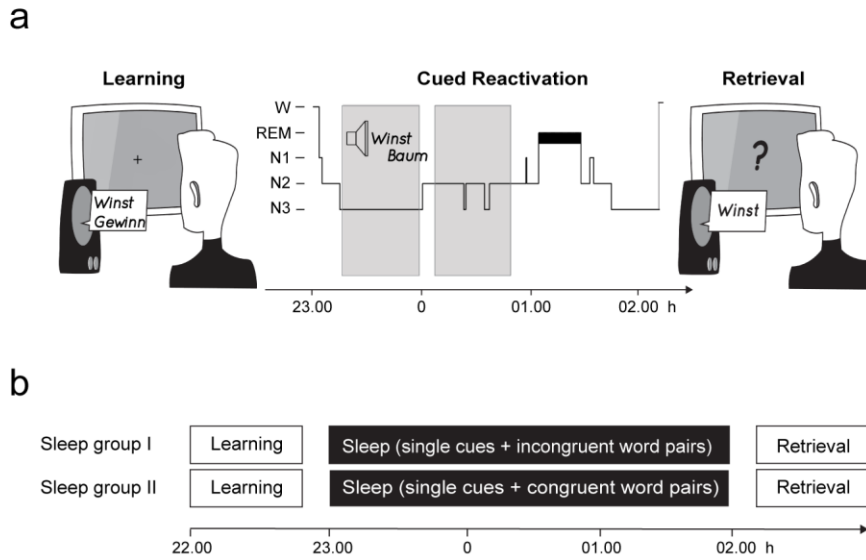 a
Learning
Cued Reactivation
Retrieval
W
REM
N1
N2
N3
Winst
Baum
Winst
Gewinn
?
Winst
23.00
0
01.00
02.00 h
b
Sleep group I
Learning
Sleep (single cues + incongruent word pairs)
Retrieval
Sleep group II
Learning
Sleep (single cues + congruent word pairs)
Retrieval
22.00
23.00
0
01.00
02.00 h